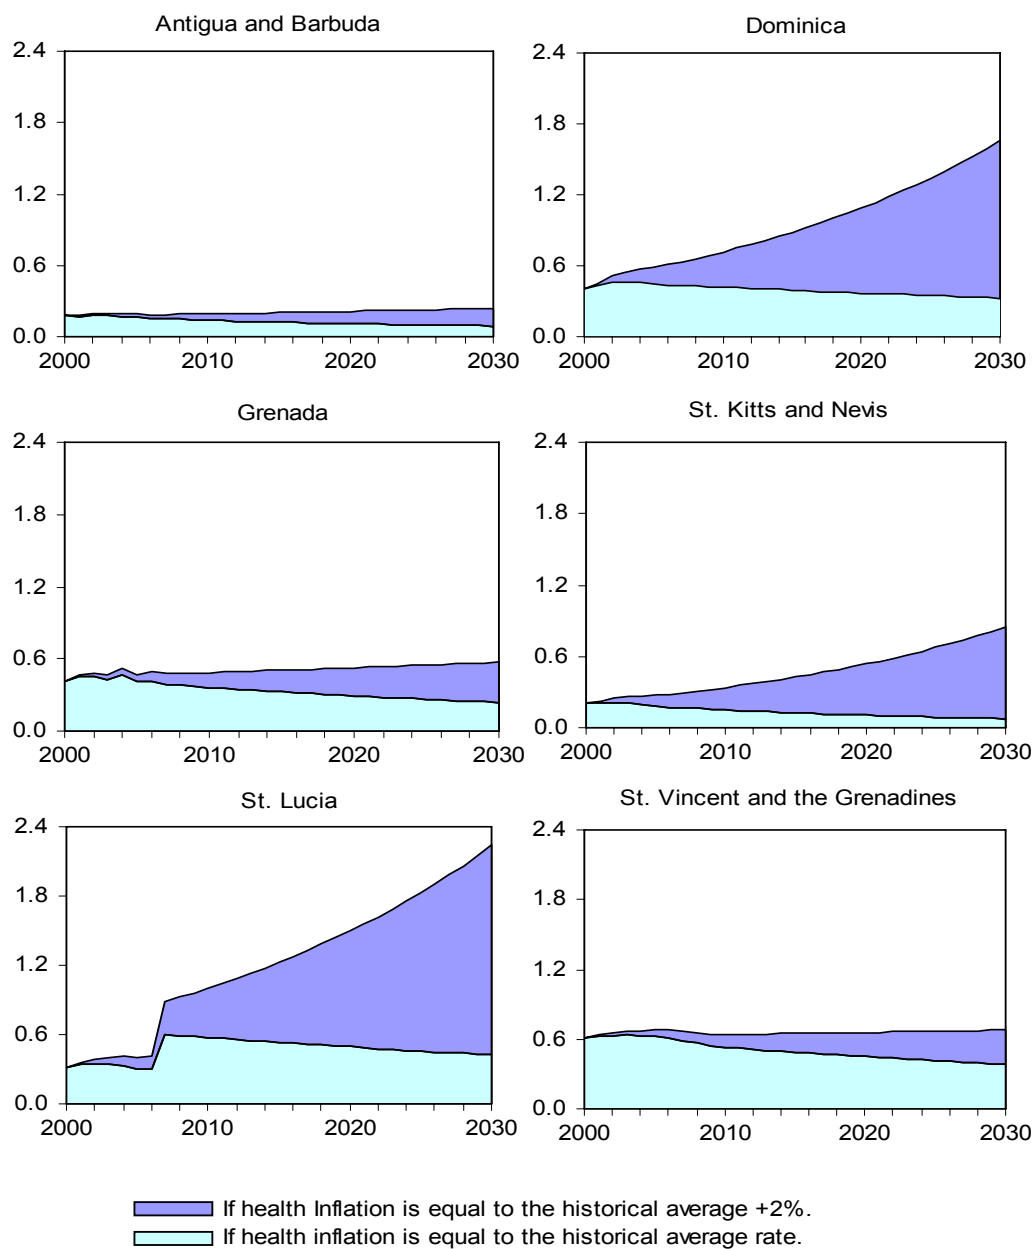 Antigua and Barbuda
2.4
1.8
1.2
0.6
0.0
2000 2010 2020 2030
Dominica
2.4
1.8
1.2
0.6
0.0
2000 2010 2020 2030
Grenada
2.4
1.8
1.2
0.6
0.0
2000 2010 2020 2030
St. Kitts and Nevis
2.4
1.8
1.2
0.6
0.0
2000 2010 2020 2030
St. Lucia
2.4
1.8
1.2
0.6
0.0
2000 2010 2020 2030
St. Vincent and the Grenadines
2.4
1.8
1.2
0.6
0.0
2000 2010 2020 2030
If health Inflation is equal to the historical average +2%.
If health inflation is equal to the historical average rate.